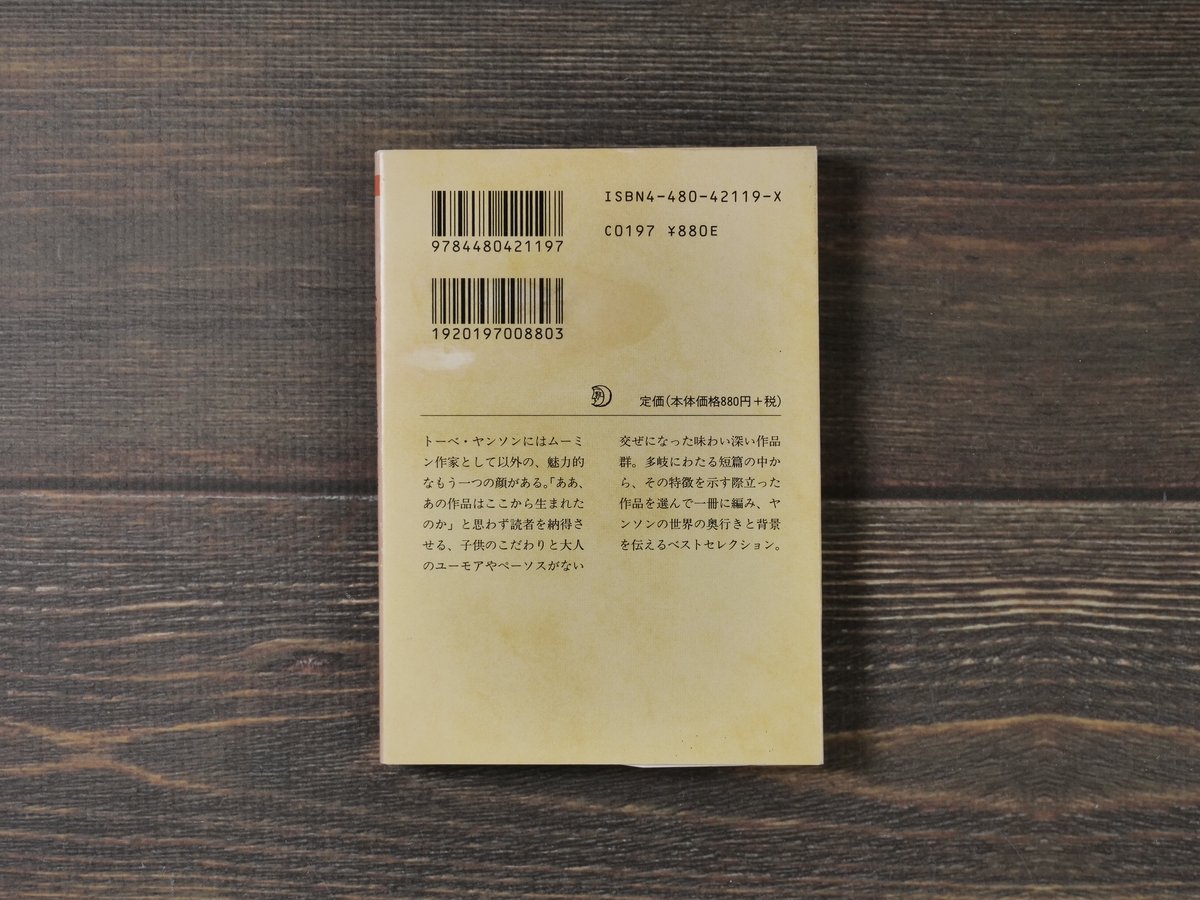 ISBN4-480-42119-X
9784480421197
C0197 ¥880E
1920197008803
定価(本体価格880円+税)
トーベ・ヤンソンにはムーミ
ン作家として以外の、魅力的
なもう一つの顔がある。「ああ、
あの作品はここから生まれた
のか」と思わず読者を納得さ
せる、子供のこだわりと大人
のユーモアやペーソスがない
交ぜになった味わい深い作品
群。多岐にわたる短篇の中か
ら、その特徴を示す際立った
作品を選んで一冊に編み、ヤ
ンソンの世界の奥行きと背景
を伝えるベストセレクション。